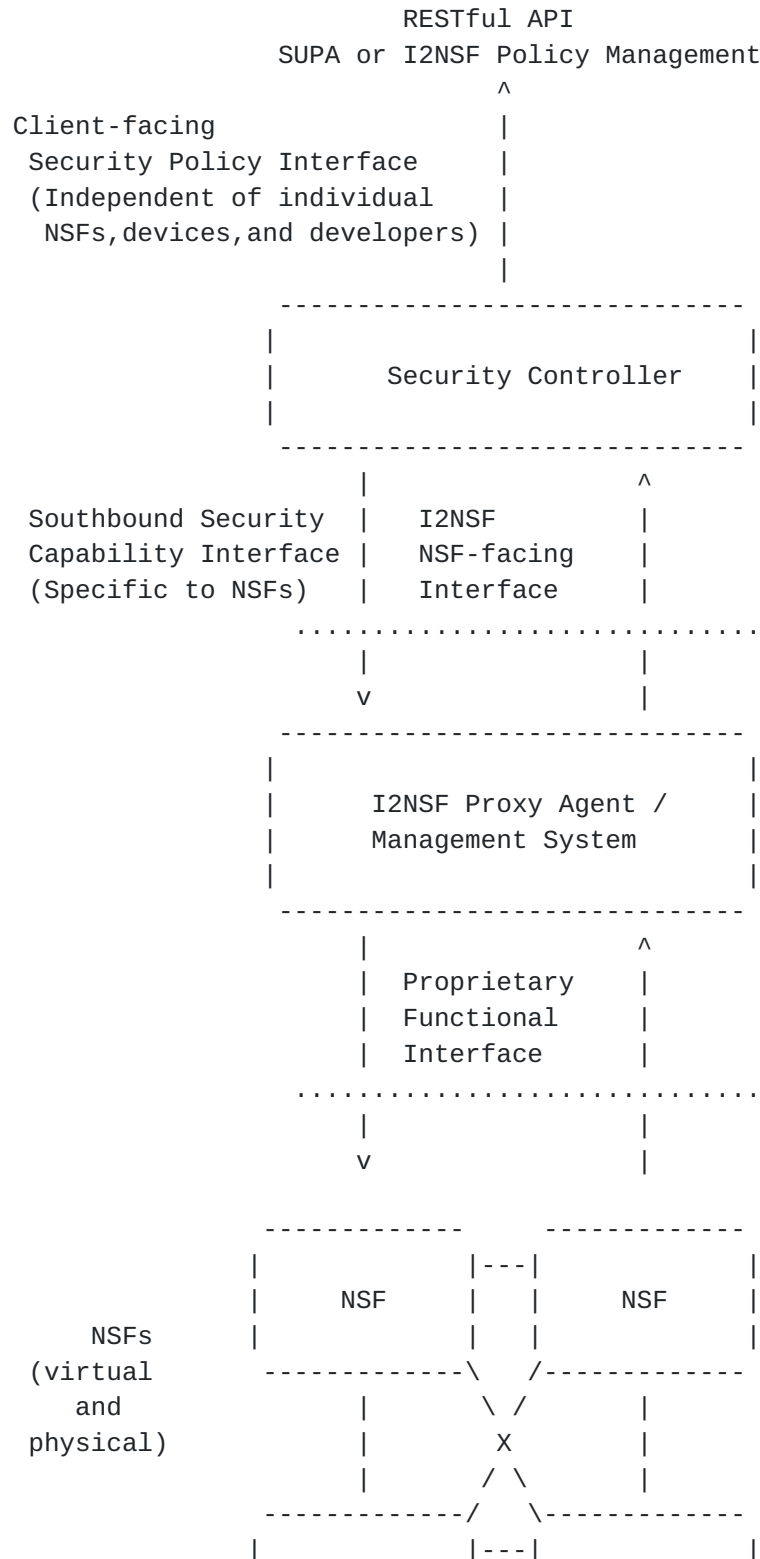 RESTful API
SUPA or I2NSF Policy Management
^
Client-facing |
Security Policy Interface |
(Independent of individual |
NSFs,devices,and developers) |
|
------------------------------
| |
| Security Controller |
| |
------------------------------
| ^
Southbound Security | I2NSF |
Capability Interface | NSF-facing |
(Specific to NSFs) | Interface |
..............................
| |
v |
------------------------------
| |
| I2NSF Proxy Agent / |
| Management System |
| |
------------------------------
| ^
| Proprietary |
| Functional |
| Interface |
..............................
| |
v |
------------- -------------
| |---| |
| NSF | | NSF |
NSFs | | | |
(virtual -------------\ /-------------
and | \ / |
physical) | X |
| / \ |
-------------/ \-------------
| |---| |